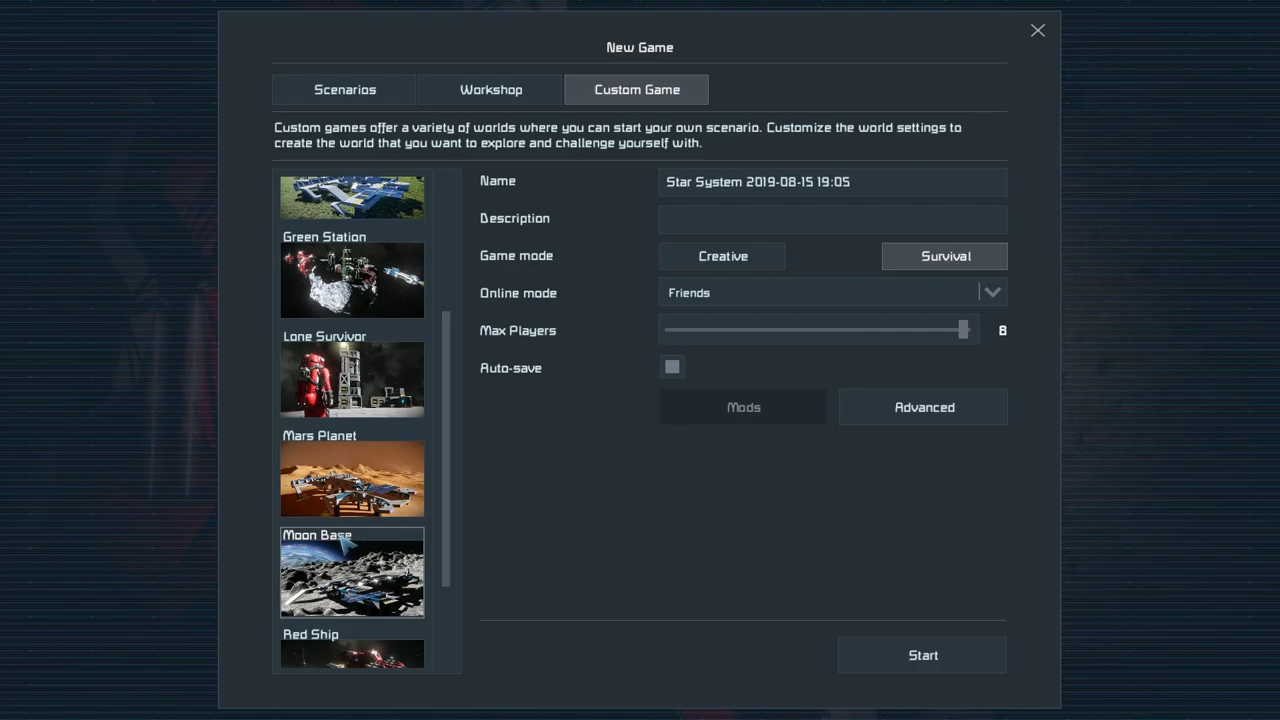 New Game
Scenarios
Workshop
Custom Game
Custom games offer a variety of worlds where you can start your own scenario. Customize the world settings to
create the world that you want to explore and challenge yourself with.
Green Station
Lone Survivor
Mars Planet
Moon Base
Red Ship
Name
Star System 2019-08-15 19:05
Description
Game mode
Creative
Survival
Online mode
Friends
Max Players
8
Auto-save
Mods
Advanced
Start